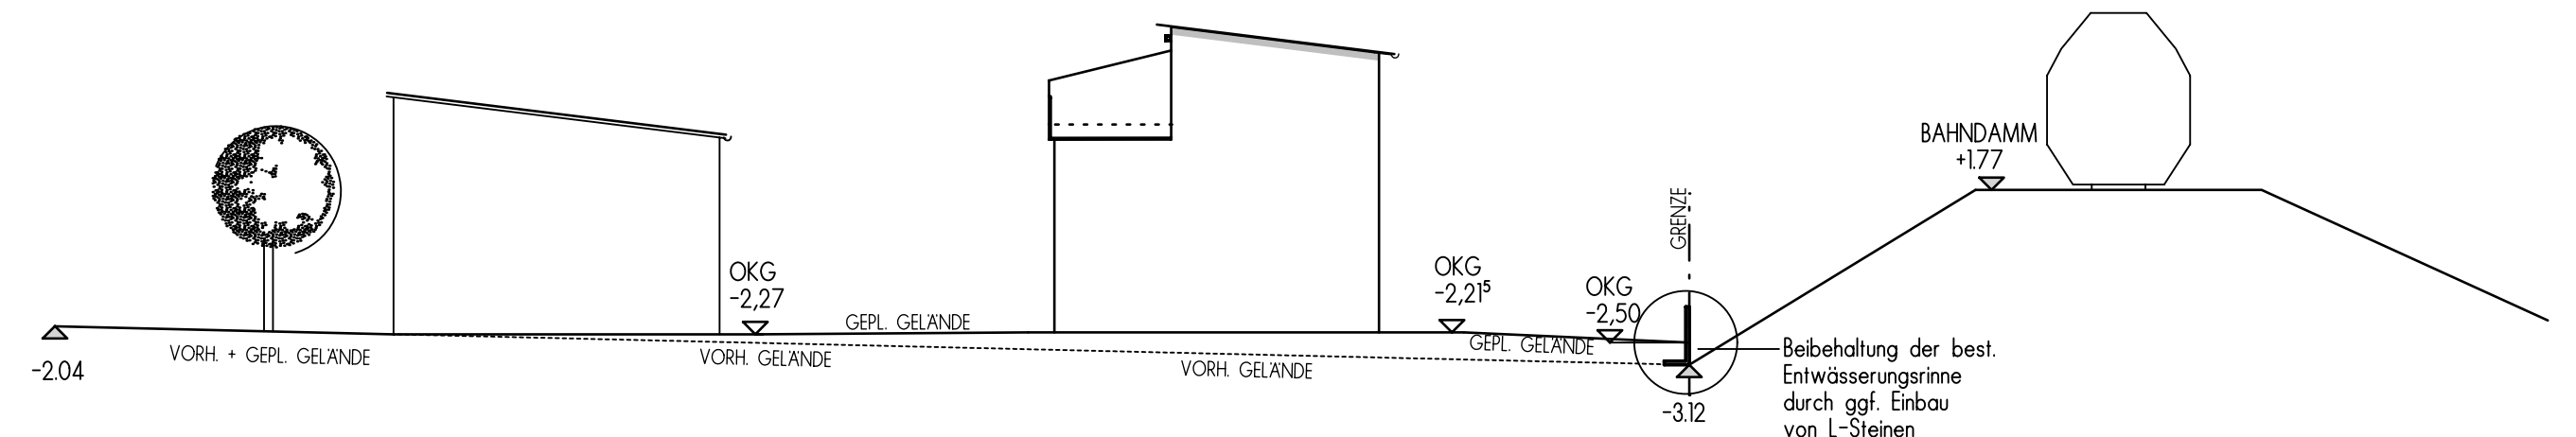 -2.04
VORH. + GEPL. GELÄNDE
OKG
-2,27
VORH. GELÄNDE
GEPL. GELÄNDE
VORH. GELÄNDE
OKG
-2,21⁵
GEPL. GELÄNDE
OKG
-2,50
GRENZE
-3.12
BAHNDAMM
+1.77
Beibehaltung der best.
Entwässerungsrinne
durch ggf. Einbau
von L-Steinen